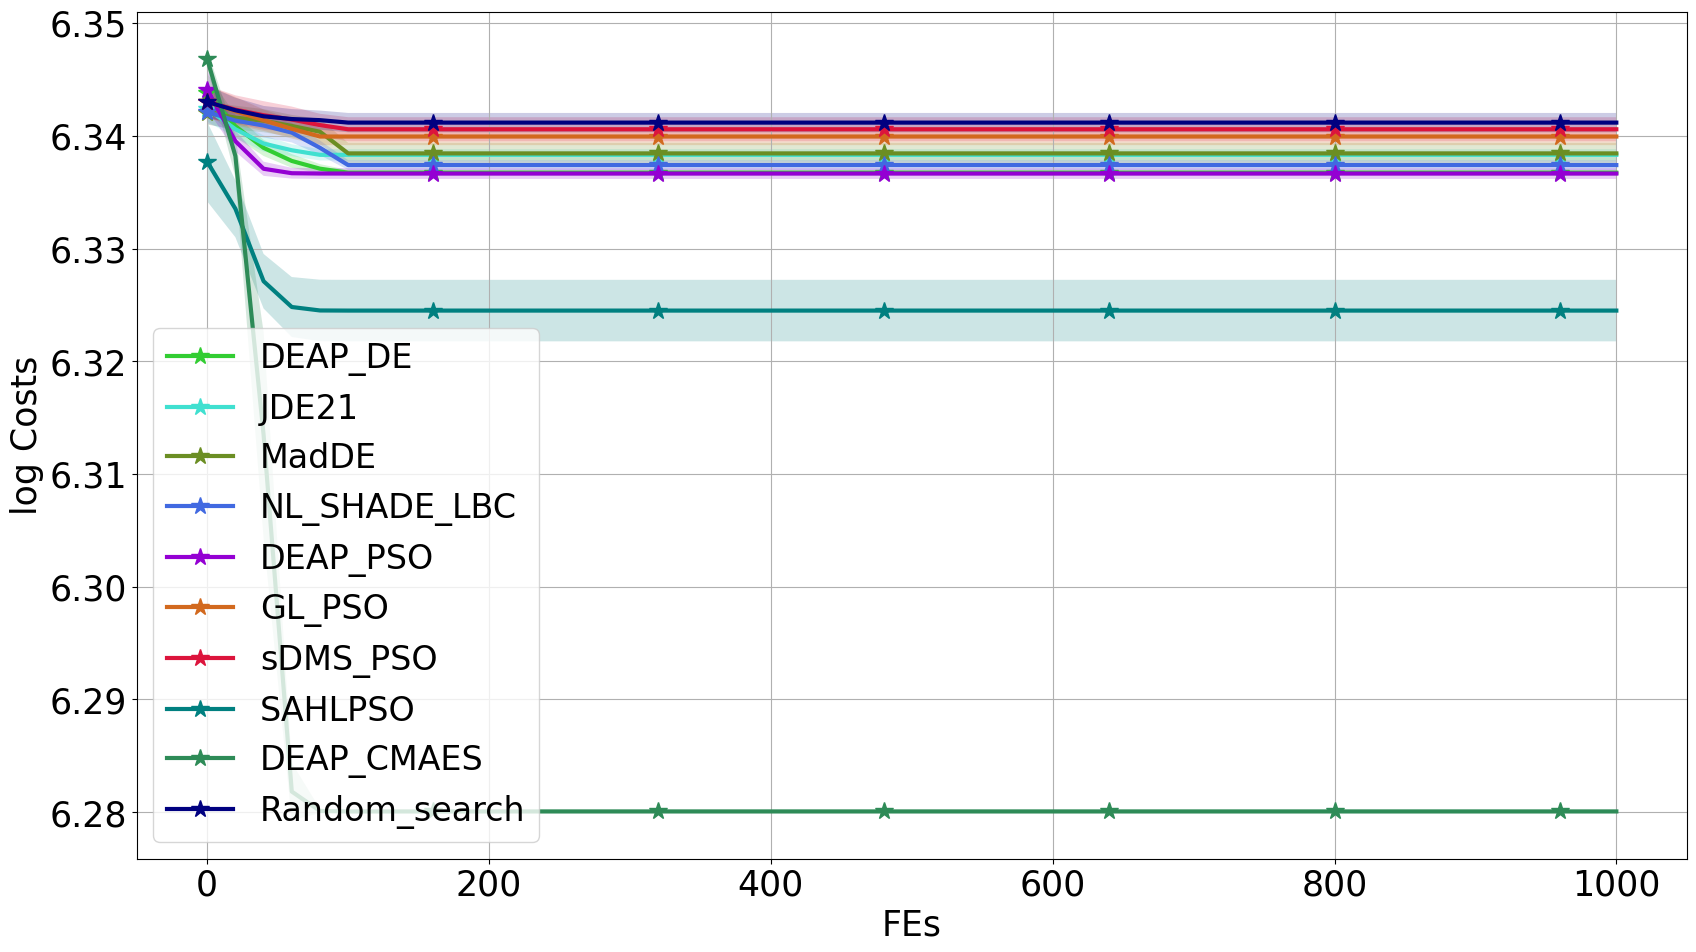 6.35
6.34
6.33
6.32
6.31
6.30
6.29
6.28
log Costs
DEAP_DE
JDE21
MadDE
NL_SHADE_LBC
DEAP_PSO
GL_PSO
sDMS_PSO
SAHLPSO
DEAP_CMAES
Random_search
0 200 400 600 800 1000
FEs